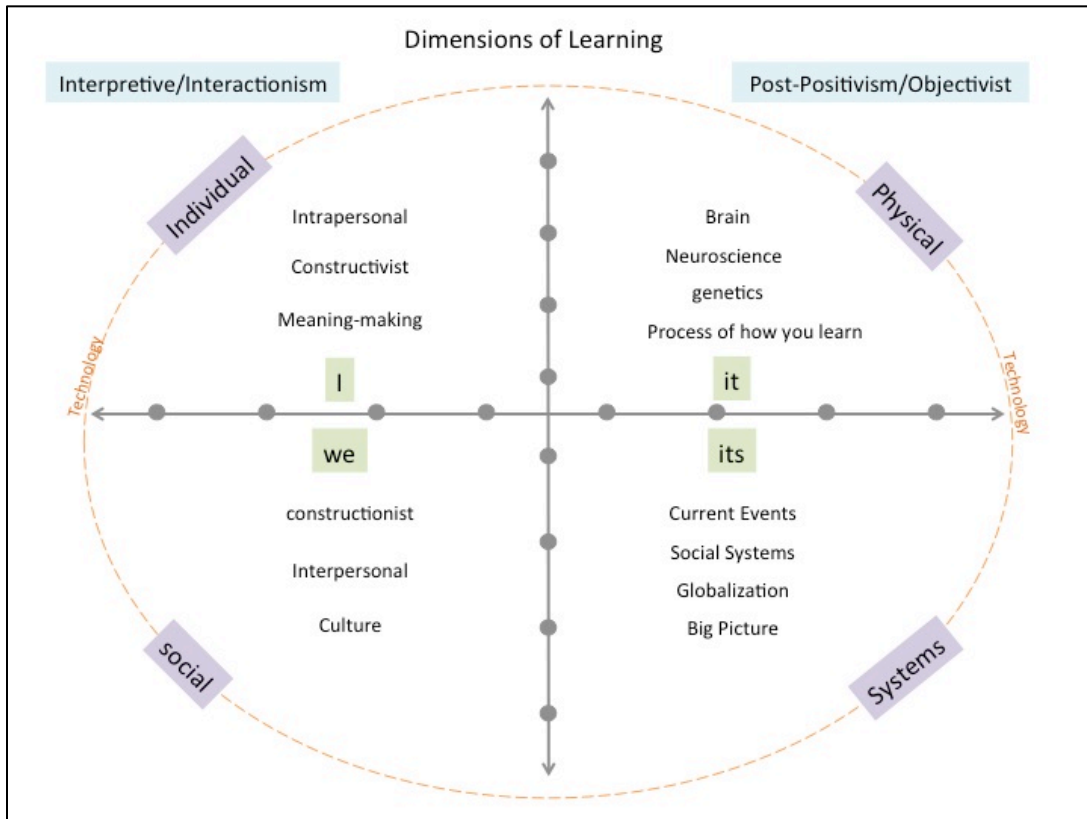 Dimensions of Learning
Interpretive/Interactionism
Post-Positivism/Objectivist
Individual
Physical
Intrapersonal
Constructivist
Meaning-making
I
Brain
Neuroscience
genetics
Process of how you learn
it
Technology
Technology
we
constructionist
Interpersonal
Culture
its
Current Events
Social Systems
Globalization
Big Picture
social
Systems